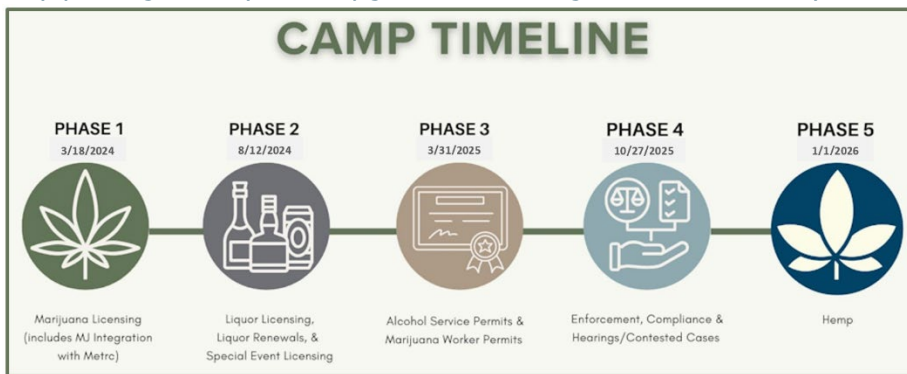 CAMP TIMELINE
PHASE 1
3/18/2024
Marijuana Licensing
(includes MJ Integration
with Metrc)
PHASE 2
8/12/2024
Liquor Licensing,
Liquor Renewals, &
Special Event Licensing
PHASE 3
3/31/2025
Alcohol Service Permits &
Marijuana Worker Permits
PHASE 4
10/27/2025
Enforcement, Compliance &
Hearings/Contested Cases
PHASE 5
1/1/2026
Hemp